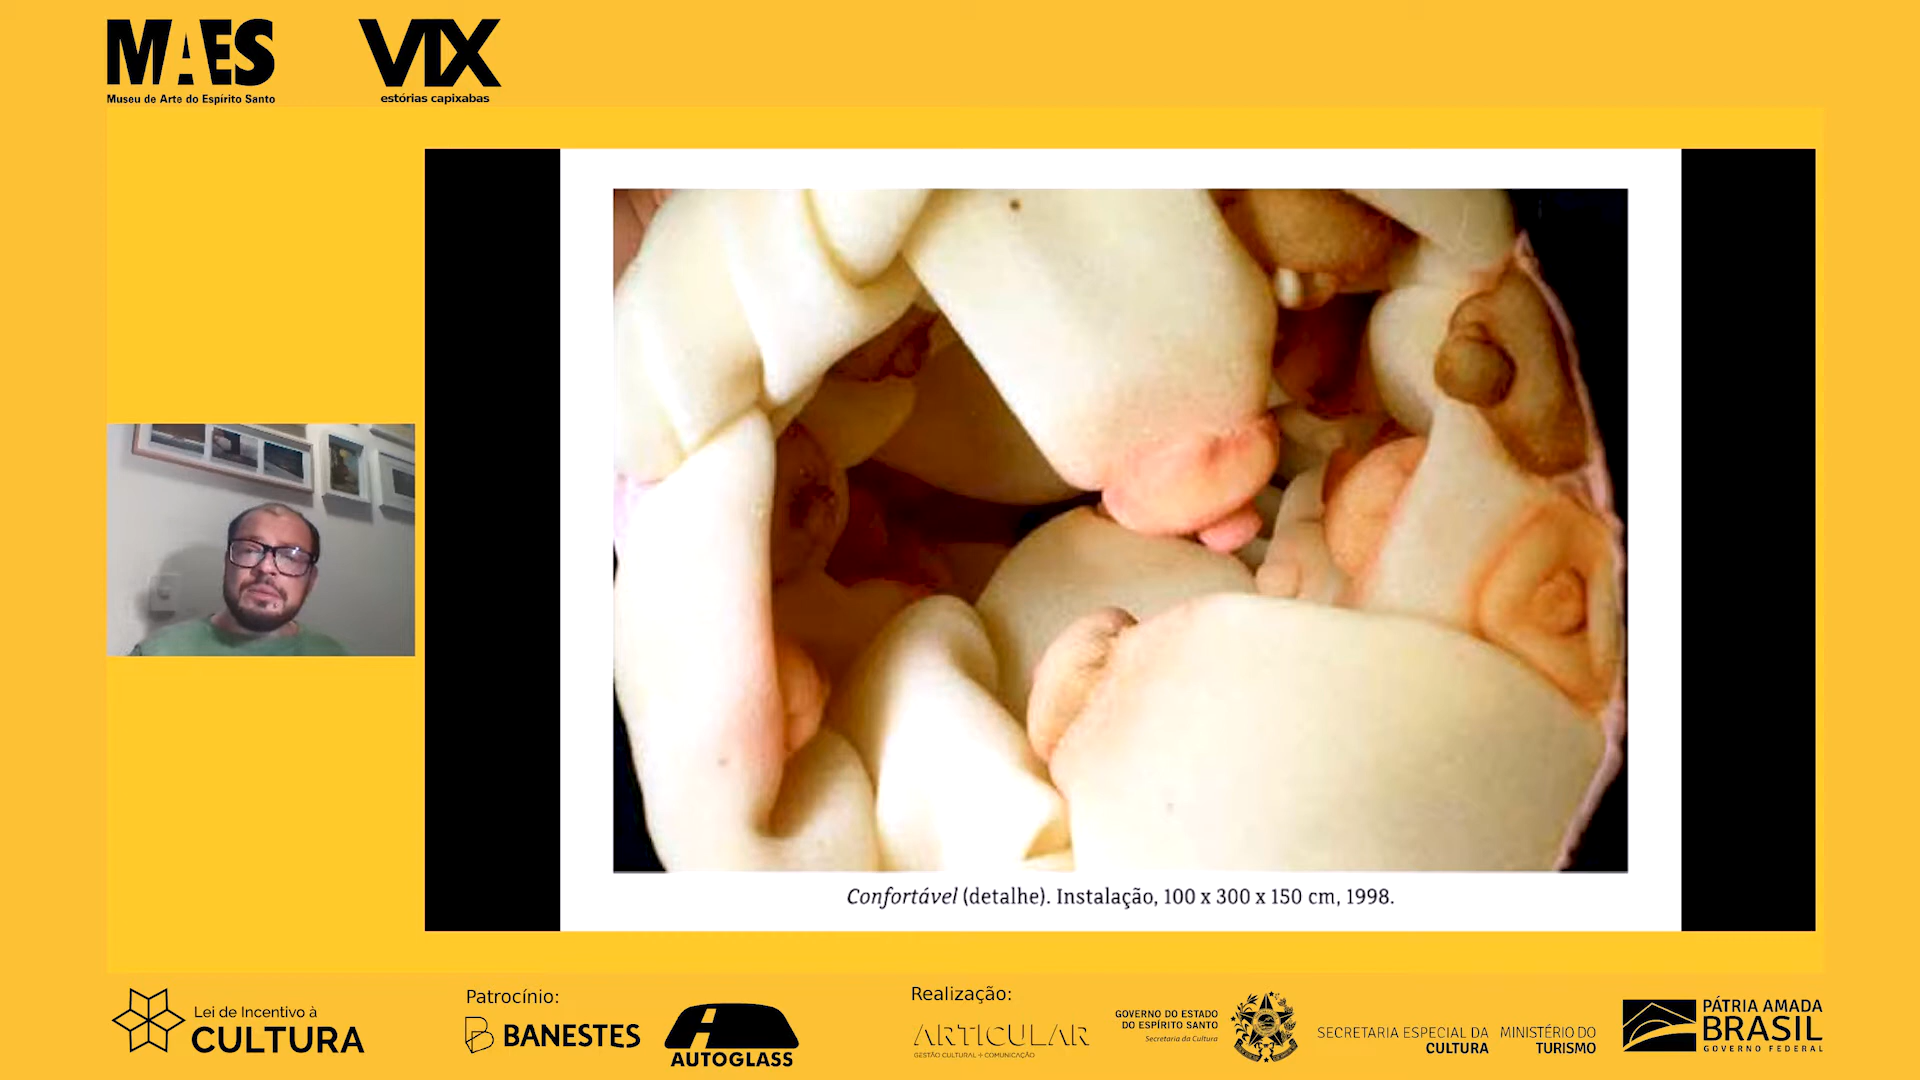 MAES
Museu de Arte do Espírito Santo
VIX
estórias capixabas
Confortável (detalhe). Instalação, 100 x 300 x 150 cm, 1998.
Lei de Incentivo à
CULTURA
Patrocínio:
BANESTES
AUTOGLASS
Realização:
ARTICULAR
GESTÃO CULTURAL + COMUNICAÇÃO
GOVERNO DO ESTADO
DO ESPÍRITO SANTO
Secretaria da Cultura
SECRETARIA ESPECIAL DA
CULTURA
MINISTÉRIO DO
TURISMO
PÁTRIA AMADA
BRASIL
GOVERNO FEDERAL